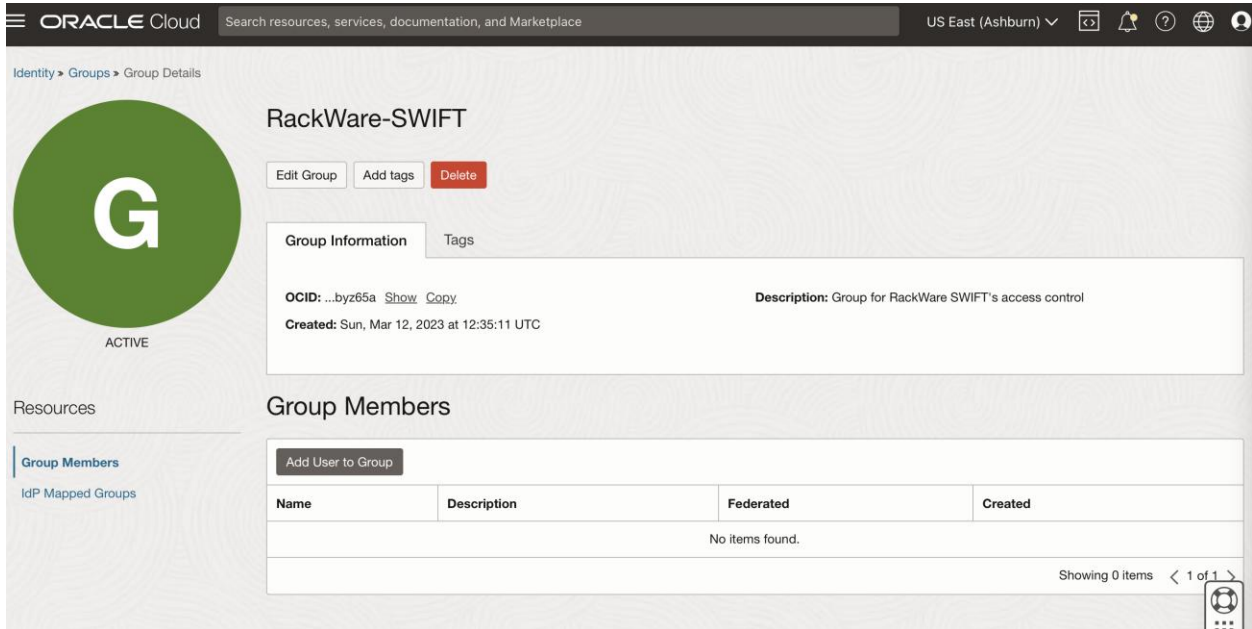 ORACLE Cloud
Search resources, services, documentation, and Marketplace
US East (Ashburn)
Identity » Groups » Group Details
G
ACTIVE
RackWare-SWIFT
Edit Group
Add tags
Delete
Group Information
Tags
OCID: ...byz65a Show Copy
Description: Group for RackWare SWIFT's access control
Created: Sun, Mar 12, 2023 at 12:35:11 UTC
Resources
Group Members
IdP Mapped Groups
Group Members
Add User to Group
Name Description Federated Created
No items found.
Showing 0 items < 1 of 1 >